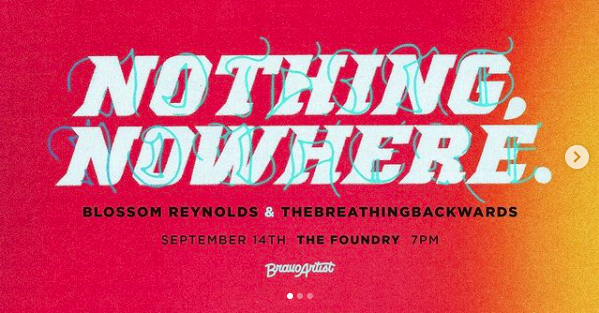 NOTHING,
NOWHERE.
BLOSSOM REYNOLDS & THEBREATHINGBACKWARDS
SEPTEMBER 14TH THE FOUNDRY 7PM
BravoArtist